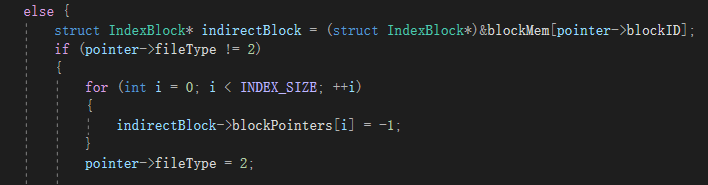 else {
struct IndexBlock* indirectBlock = (struct IndexBlock*)&blockMem[pointer->blockID];
if (pointer->fileType != 2)
{
for (int i = 0; i < INDEX_SIZE; ++i)
{
indirectBlock->blockPointers[i] = -1;
}
pointer->fileType = 2;